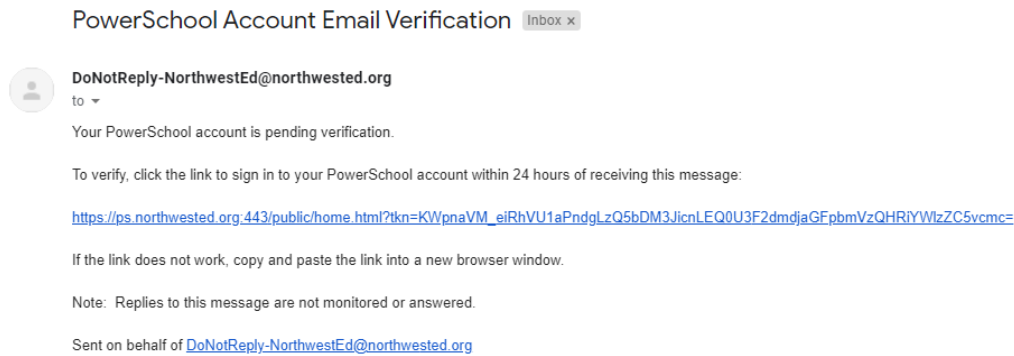 PowerSchool Account Email Verification Inbox ×
DoNotReply-NorthwestEd@northwested.org
to
Your PowerSchool account is pending verification.
To verify, click the link to sign in to your PowerSchool account within 24 hours of receiving this message:
https://ps.northwested.org:443/public/home.html?tkn=KWpnaVM_eiRhVU1aPndgLzQ5bDM3JicnLEQ0U3F2dmdjaGFpbmVzQHRiYWlzZC5vcmc=
If the link does not work, copy and paste the link into a new browser window.
Note:  Replies to this message are not monitored or answered.
Sent on behalf of DoNotReply-NorthwestEd@northwested.org